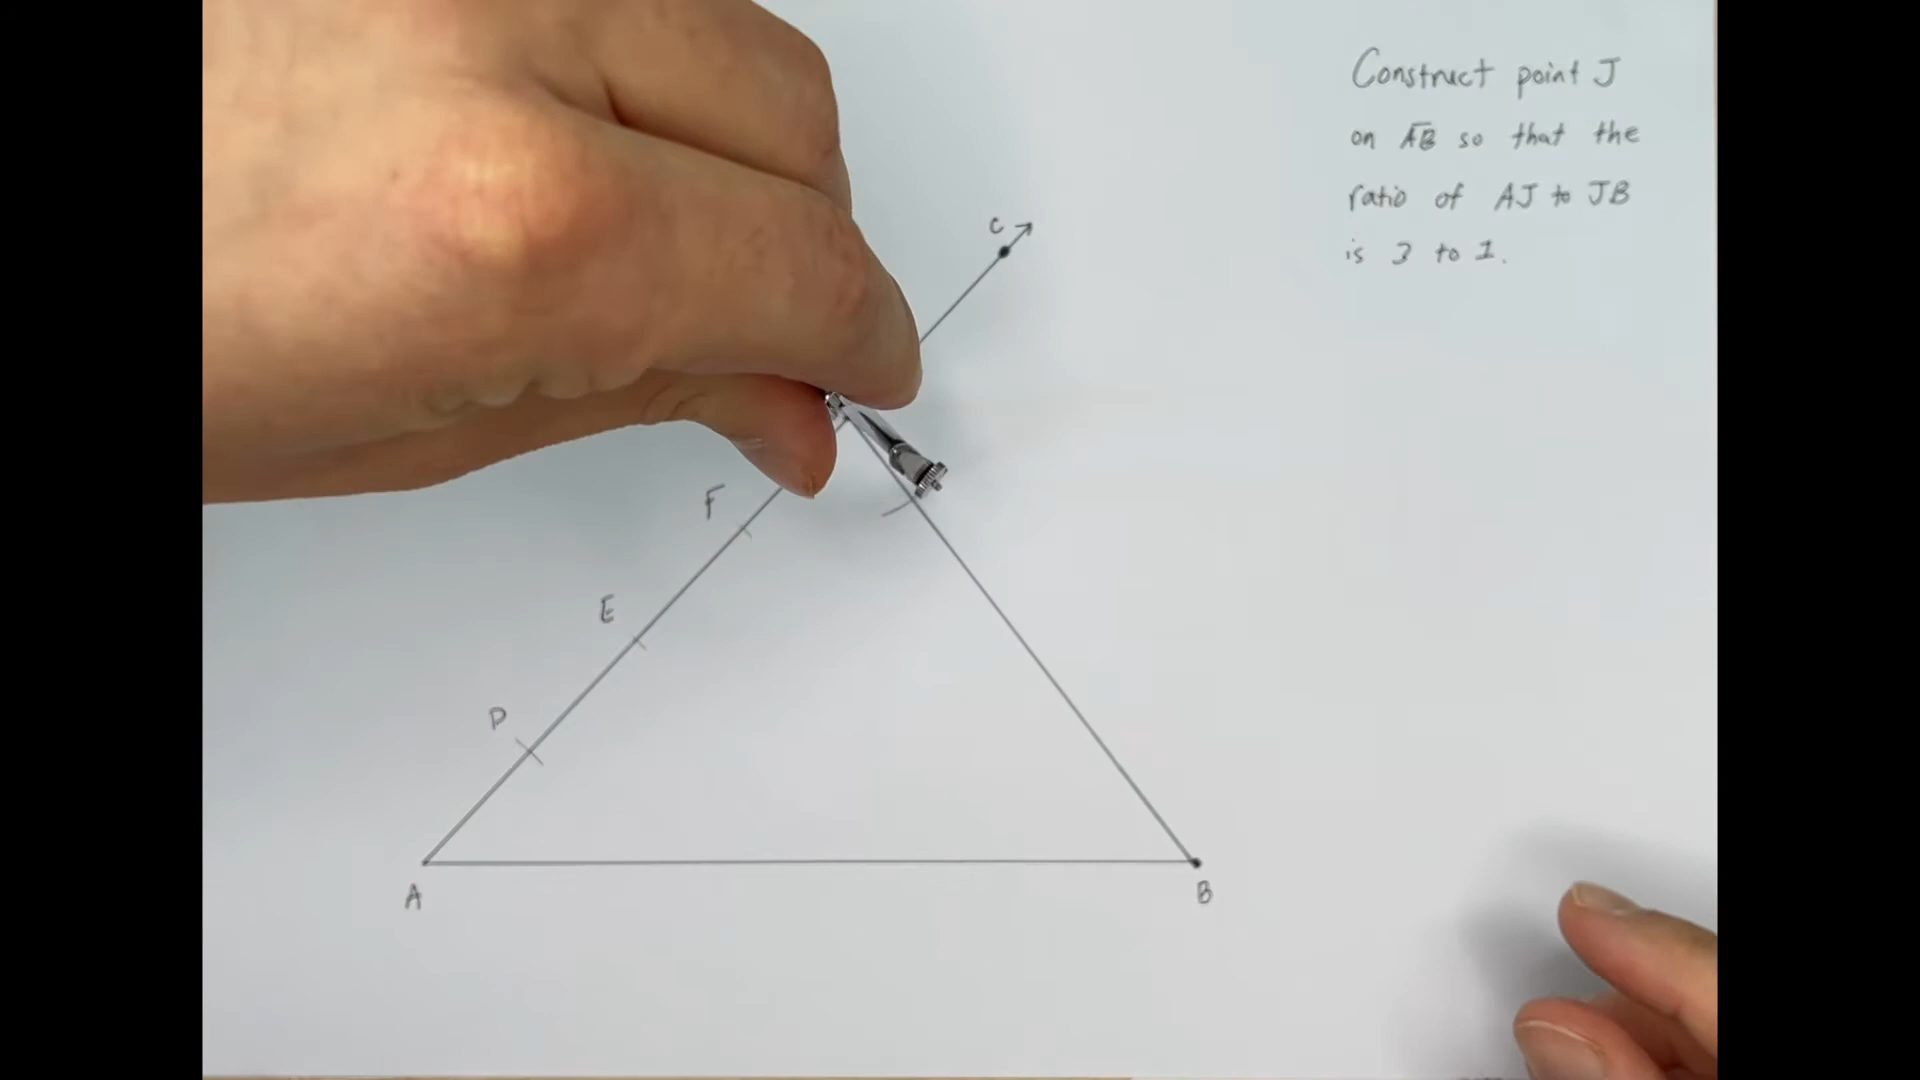 Construct point J
on AB so that the
ratio of AJ to JB
is 3 to 1.
C
F
E
D
A
B